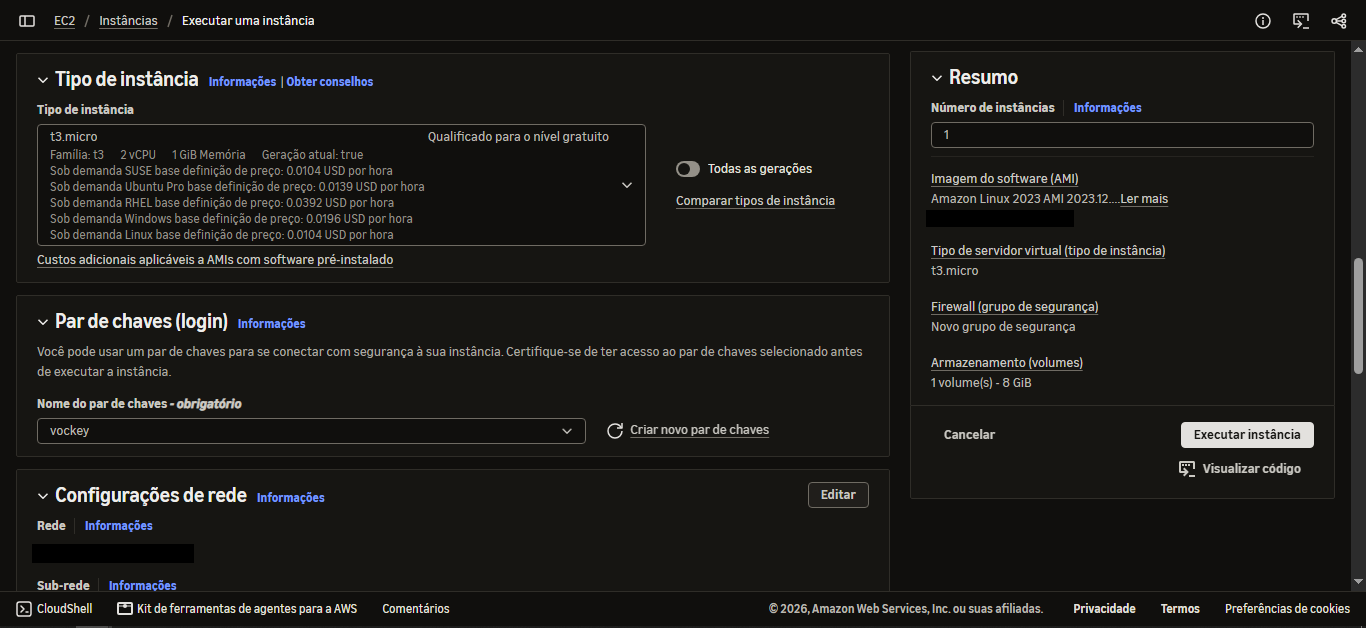 EC2 / Instâncias / Executar uma instância
Tipo de instância Informações | Obter conselhos
Tipo de instância
t3.micro Qualificado para o nível gratuito
Família: t3 2 vCPU 1 GiB Memória Geração atual: true
Sob demanda SUSE base definição de preço: 0.0104 USD por hora
Sob demanda Ubuntu Pro base definição de preço: 0.0139 USD por hora
Sob demanda RHEL base definição de preço: 0.0392 USD por hora
Sob demanda Windows base definição de preço: 0.0196 USD por hora
Sob demanda Linux base definição de preço: 0.0104 USD por hora
Todas as gerações
Comparar tipos de instância
Custos adicionais aplicáveis a AMIs com software pré-instalado
Par de chaves (login) Informações
Você pode usar um par de chaves para se conectar com segurança à sua instância. Certifique-se de ter acesso ao par de chaves selecionado antes
de executar a instância.
Nome do par de chaves - obrigatório
vockey
Criar novo par de chaves
Configurações de rede Informações
Editar
Rede Informações
Sub-rede Informações
Resumo
Número de instâncias Informações
1
Imagem do software (AMI)
Amazon Linux 2023 AMI 2023.12....Ler mais
Tipo de servidor virtual (tipo de instância)
t3.micro
Firewall (grupo de segurança)
Novo grupo de segurança
Armazenamento (volumes)
1 volume(s) - 8 GiB
Cancelar
Executar instância
Visualizar código
CloudShell Kit de ferramentas de agentes para a AWS Comentários © 2026, Amazon Web Services, Inc. ou suas afiliadas. Privacidade Termos Preferências de cookies